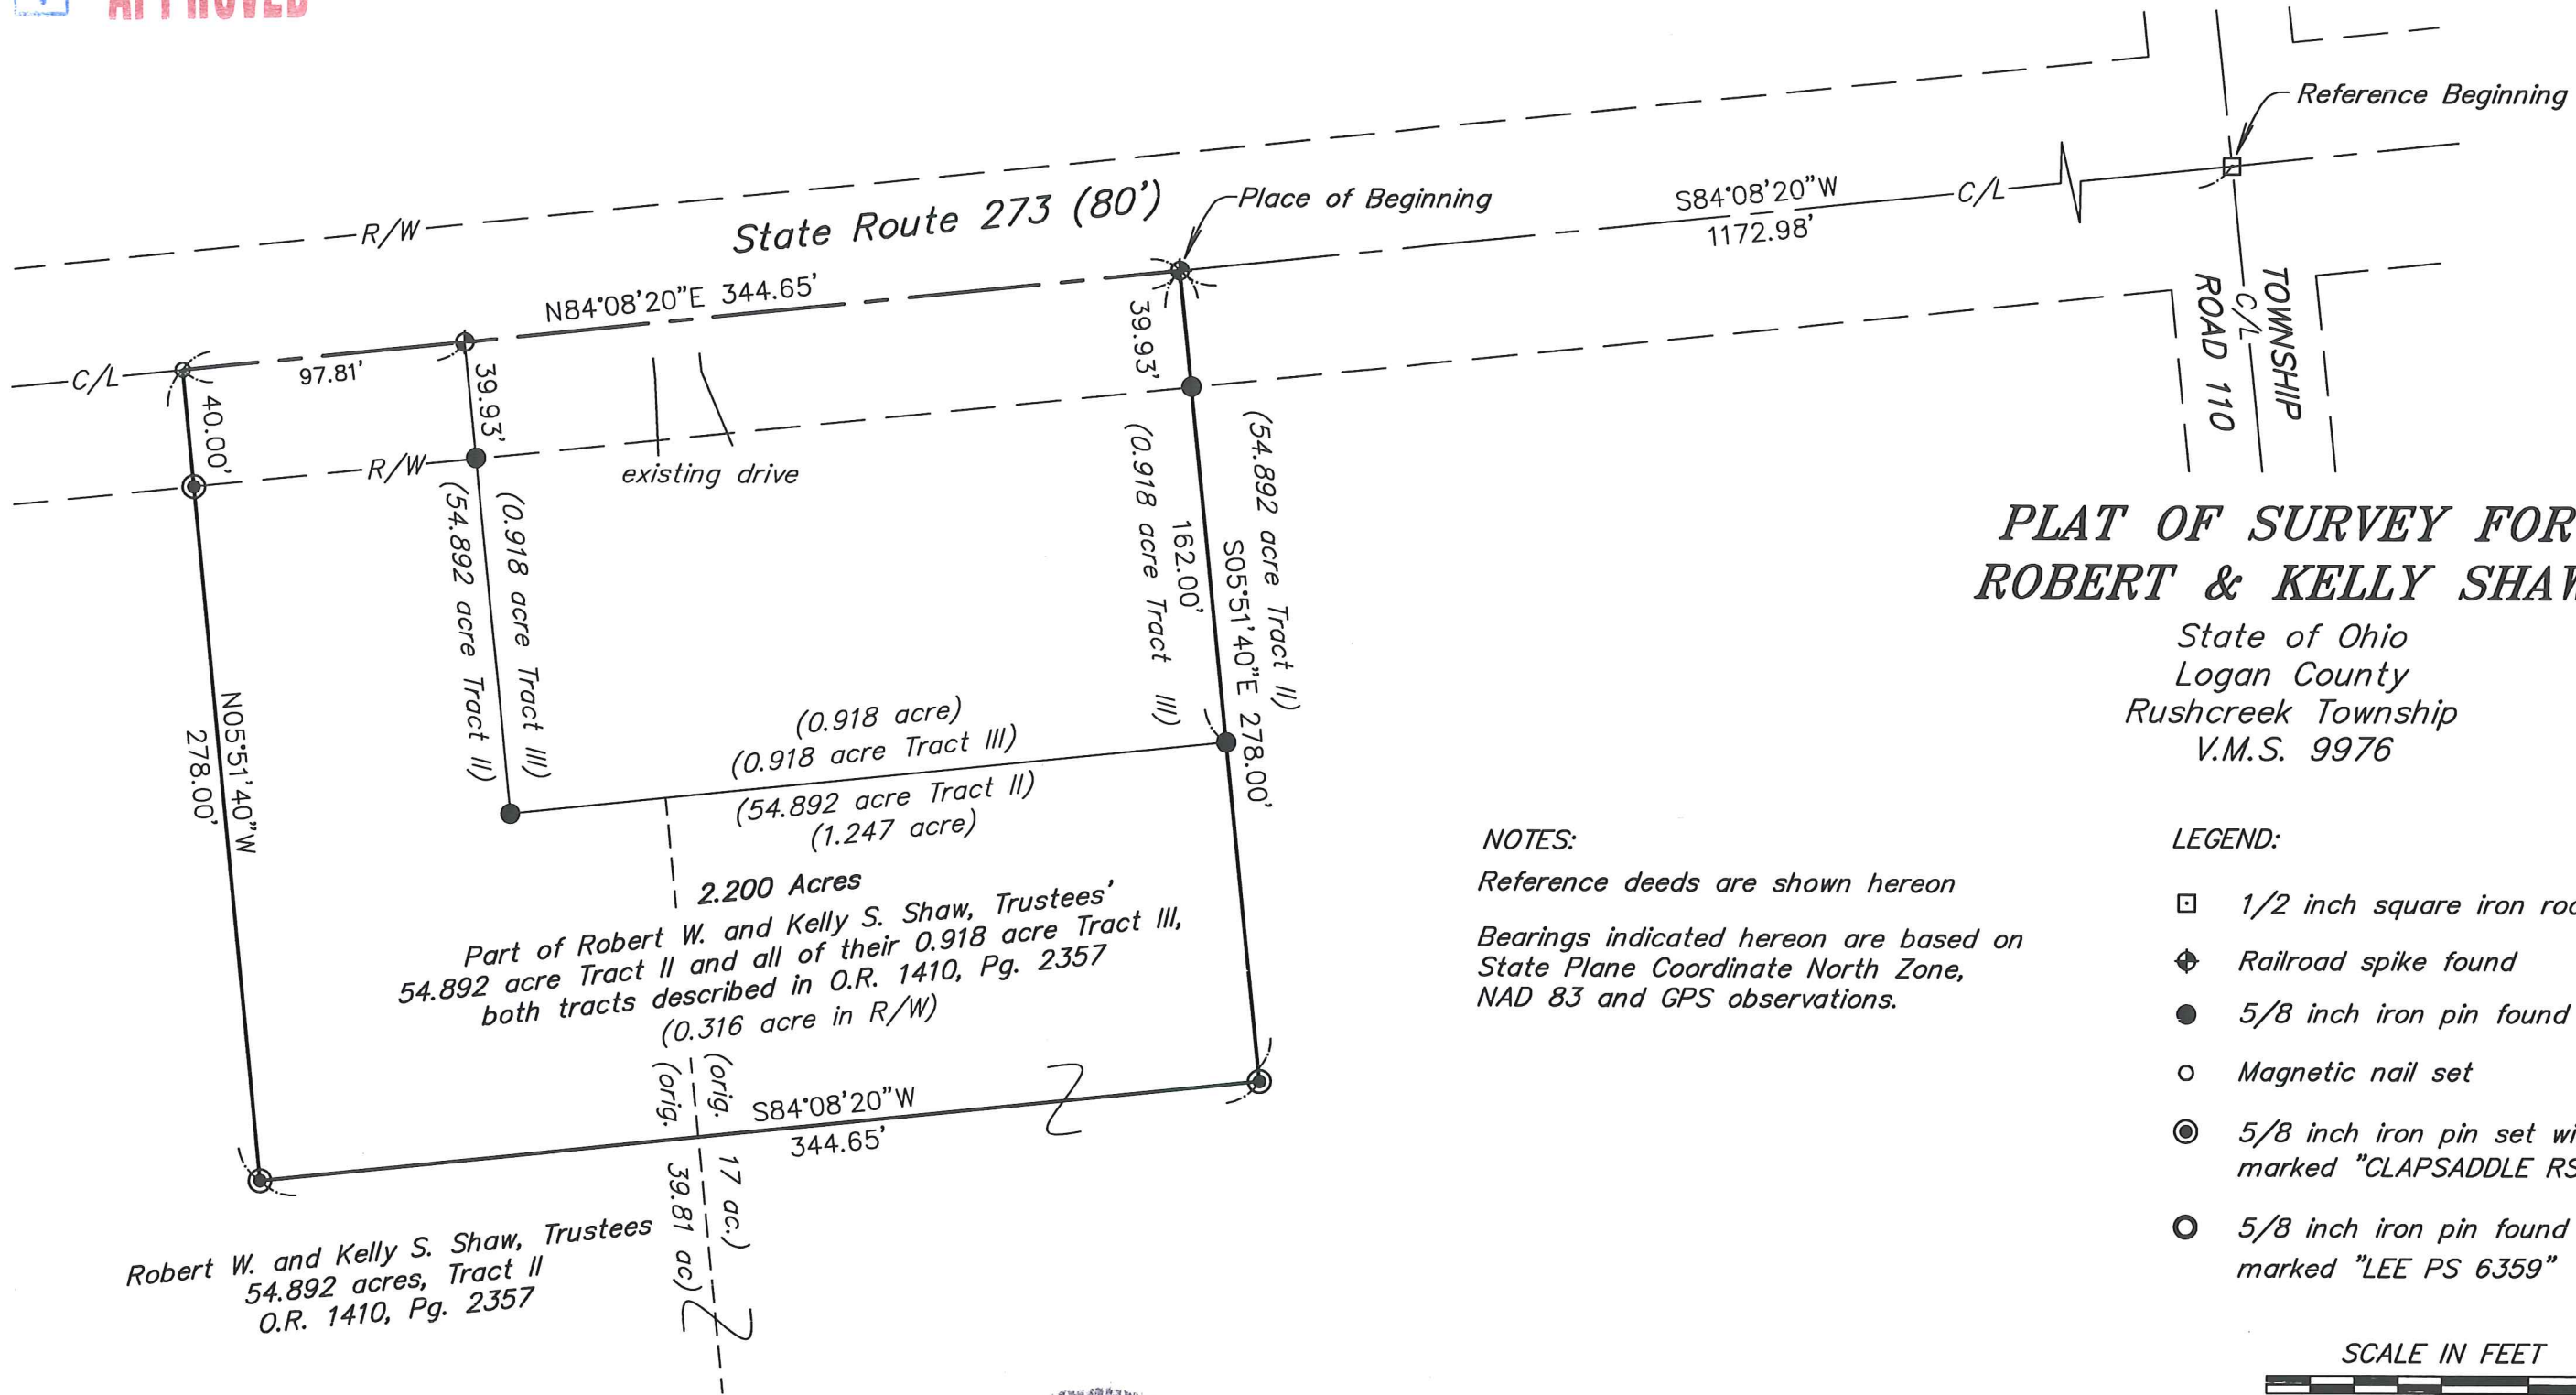 APPROVED
Reference Beginning
R/W
State Route 273 (80')
Place of Beginning
S84°08'20"W
1172.98'
C/L
N84°08'20"E 344.65'
C/L
97.81'
39.93'
40.00'
39.93'
R/W
existing drive
TOWNSHIP
C/L
ROAD 110
(54.892 acre Tract II)
(0.918 acre Tract III)
(0.918 acre Tract III)
162.00'
S05°51'40"E 278.00'
(54.892 acre Tract II)
N05°51'40"W
278.00'
(0.918 acre)
(0.918 acre Tract III)
(54.892 acre Tract II)
(1.247 acre)
2.200 Acres
Part of Robert W. and Kelly S. Shaw, Trustees'
54.892 acre Tract II and all of their 0.918 acre Tract III,
both tracts described in O.R. 1410, Pg. 2357
(0.316 acre in R/W)
(orig. 17 ac.)
(orig. 39.81 ac)
S84°08'20"W
344.65'
Robert W. and Kelly S. Shaw, Trustees
54.892 acres, Tract II
O.R. 1410, Pg. 2357
PLAT OF SURVEY FOR
ROBERT & KELLY SHAW
State of Ohio
Logan County
Rushcreek Township
V.M.S. 9976
NOTES:
Reference deeds are shown hereon
Bearings indicated hereon are based on
State Plane Coordinate North Zone,
NAD 83 and GPS observations.
LEGEND:
1/2 inch square iron
Railroad spike found
5/8 inch iron pin found
Magnetic nail set
5/8 inch iron pin set
marked "CLAPSADDLE
5/8 inch iron pin found
marked "LEE PS 6359"
SCALE IN FEET